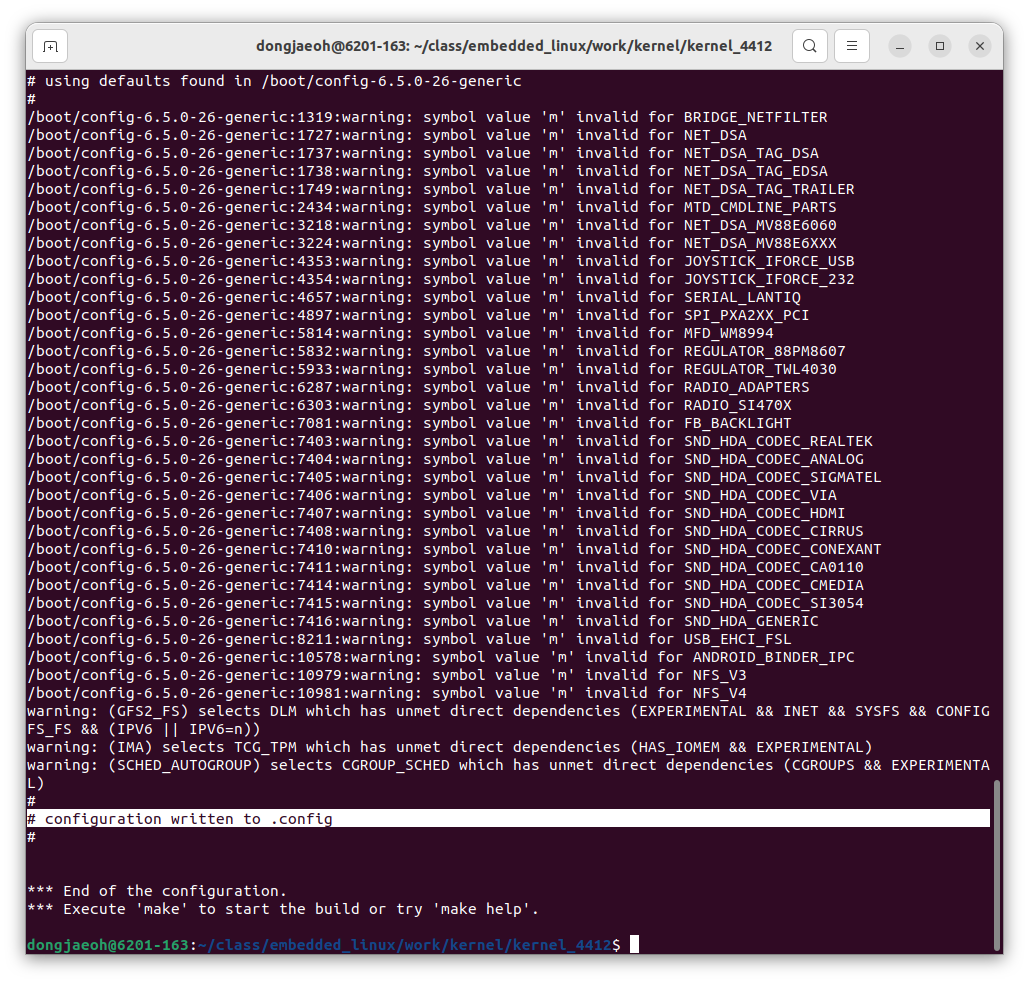 dongjaeoh@6201-163: ~/class/embedded_linux/work/kernel/kernel_4412
# using defaults found in /boot/config-6.5.0-26-generic
#
/boot/config-6.5.0-26-generic:1319:warning: symbol value 'm' invalid for BRIDGE_NETFILTER
/boot/config-6.5.0-26-generic:1727:warning: symbol value 'm' invalid for NET_DSA
/boot/config-6.5.0-26-generic:1737:warning: symbol value 'm' invalid for NET_DSA_TAG_DSA
/boot/config-6.5.0-26-generic:1738:warning: symbol value 'm' invalid for NET_DSA_TAG_EDSA
/boot/config-6.5.0-26-generic:1749:warning: symbol value 'm' invalid for NET_DSA_TAG_TRAILER
/boot/config-6.5.0-26-generic:2434:warning: symbol value 'm' invalid for MTD_CMDLINE_PARTS
/boot/config-6.5.0-26-generic:3218:warning: symbol value 'm' invalid for NET_DSA_MV88E6060
/boot/config-6.5.0-26-generic:3224:warning: symbol value 'm' invalid for NET_DSA_MV88E6XXX
/boot/config-6.5.0-26-generic:4353:warning: symbol value 'm' invalid for JOYSTICK_IFORCE_USB
/boot/config-6.5.0-26-generic:4354:warning: symbol value 'm' invalid for JOYSTICK_IFORCE_232
/boot/config-6.5.0-26-generic:4657:warning: symbol value 'm' invalid for SERIAL_LANTIQ
/boot/config-6.5.0-26-generic:4897:warning: symbol value 'm' invalid for SPI_PXA2XX_PCI
/boot/config-6.5.0-26-generic:5814:warning: symbol value 'm' invalid for MFD_WM8994
/boot/config-6.5.0-26-generic:5832:warning: symbol value 'm' invalid for REGULATOR_88PM8607
/boot/config-6.5.0-26-generic:5933:warning: symbol value 'm' invalid for REGULATOR_TWL4030
/boot/config-6.5.0-26-generic:6287:warning: symbol value 'm' invalid for RADIO_ADAPTERS
/boot/config-6.5.0-26-generic:6303:warning: symbol value 'm' invalid for RADIO_SI470X
/boot/config-6.5.0-26-generic:7081:warning: symbol value 'm' invalid for FB_BACKLIGHT
/boot/config-6.5.0-26-generic:7403:warning: symbol value 'm' invalid for SND_HDA_CODEC_REALTEK
/boot/config-6.5.0-26-generic:7404:warning: symbol value 'm' invalid for SND_HDA_CODEC_ANALOG
/boot/config-6.5.0-26-generic:7405:warning: symbol value 'm' invalid for SND_HDA_CODEC_SIGMATEL
/boot/config-6.5.0-26-generic:7406:warning: symbol value 'm' invalid for SND_HDA_CODEC_VIA
/boot/config-6.5.0-26-generic:7407:warning: symbol value 'm' invalid for SND_HDA_CODEC_HDMI
/boot/config-6.5.0-26-generic:7408:warning: symbol value 'm' invalid for SND_HDA_CODEC_CIRRUS
/boot/config-6.5.0-26-generic:7410:warning: symbol value 'm' invalid for SND_HDA_CODEC_CONEXANT
/boot/config-6.5.0-26-generic:7411:warning: symbol value 'm' invalid for SND_HDA_CODEC_CA0110
/boot/config-6.5.0-26-generic:7414:warning: symbol value 'm' invalid for SND_HDA_CODEC_CMEDIA
/boot/config-6.5.0-26-generic:7415:warning: symbol value 'm' invalid for SND_HDA_CODEC_SI3054
/boot/config-6.5.0-26-generic:7416:warning: symbol value 'm' invalid for SND_HDA_GENERIC
/boot/config-6.5.0-26-generic:8211:warning: symbol value 'm' invalid for USB_EHCI_FSL
/boot/config-6.5.0-26-generic:10578:warning: symbol value 'm' invalid for ANDROID_BINDER_IPC
/boot/config-6.5.0-26-generic:10979:warning: symbol value 'm' invalid for NFS_V3
/boot/config-6.5.0-26-generic:10981:warning: symbol value 'm' invalid for NFS_V4
warning: (GFS2_FS) selects DLM which has unmet direct dependencies (EXPERIMENTAL && INET && SYSFS && CONFIG
FS_FS && (IPV6 || IPV6=n))
warning: (IMA) selects TCG_TPM which has unmet direct dependencies (HAS_IOMEM && EXPERIMENTAL)
warning: (SCHED_AUTOGROUP) selects CGROUP_SCHED which has unmet direct dependencies (CGROUPS && EXPERIMENTA
L)
#
# configuration written to .config
#
*** End of the configuration.
*** Execute 'make' to start the build or try 'make help'.
dongjaeoh@6201-163:~/class/embedded_linux/work/kernel/kernel_4412$